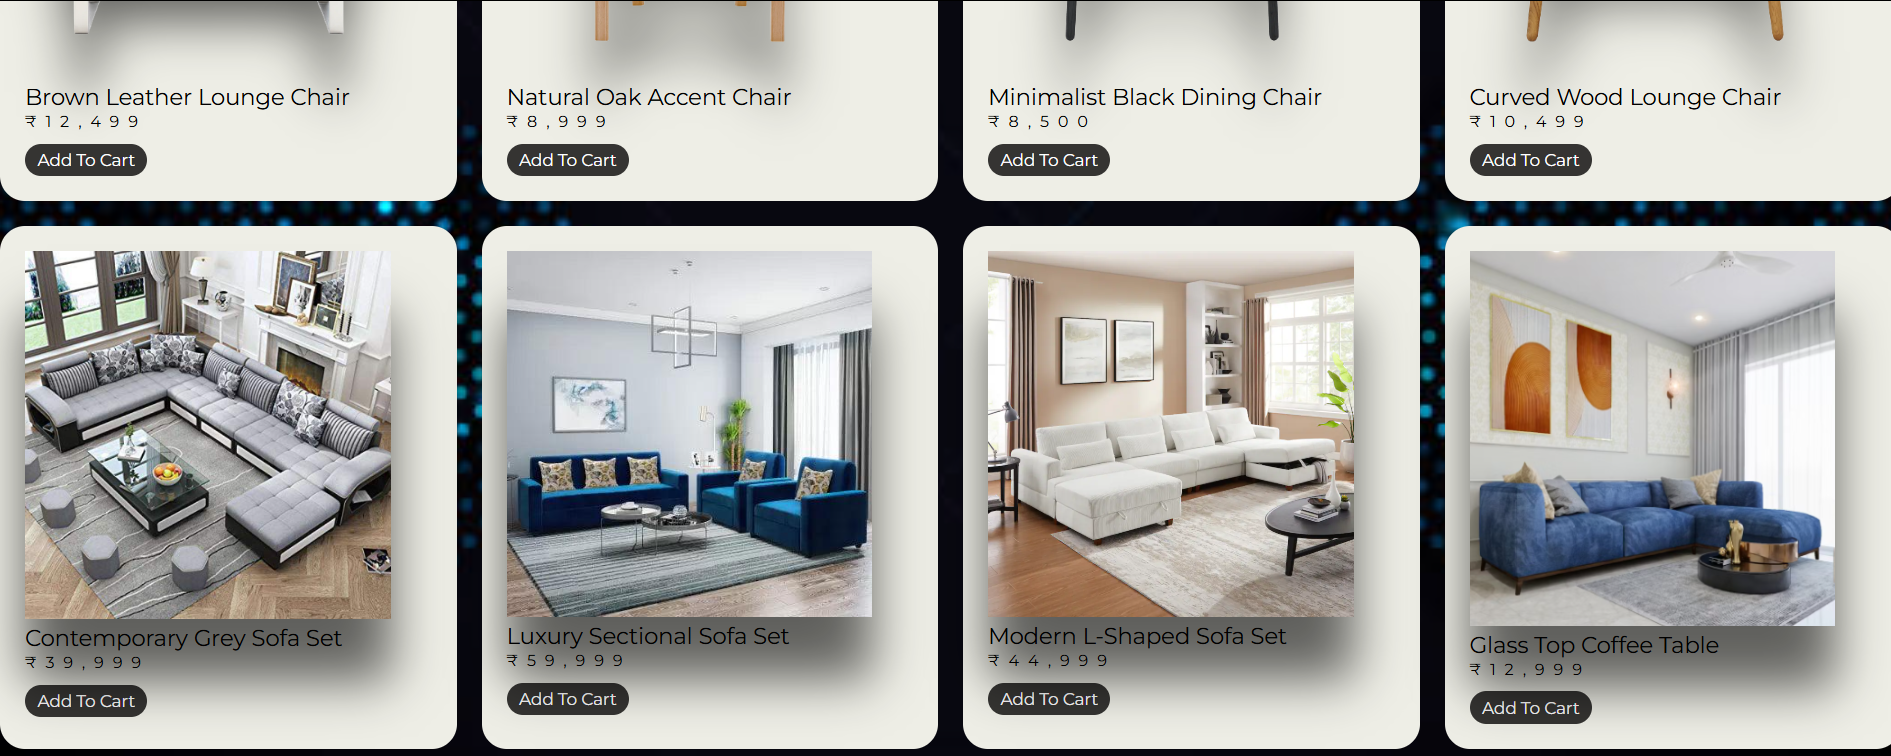 Brown Leather Lounge Chair
₹12,499
Add To Cart
Natural Oak Accent Chair
₹8,999
Add To Cart
Minimalist Black Dining Chair
₹8,500
Add To Cart
Curved Wood Lounge Chair
₹10,499
Add To Cart
Contemporary Grey Sofa Set
₹39,999
Add To Cart
Luxury Sectional Sofa Set
₹59,999
Add To Cart
Modern L-Shaped Sofa Set
₹44,999
Add To Cart
Glass Top Coffee Table
₹12,999
Add To Cart